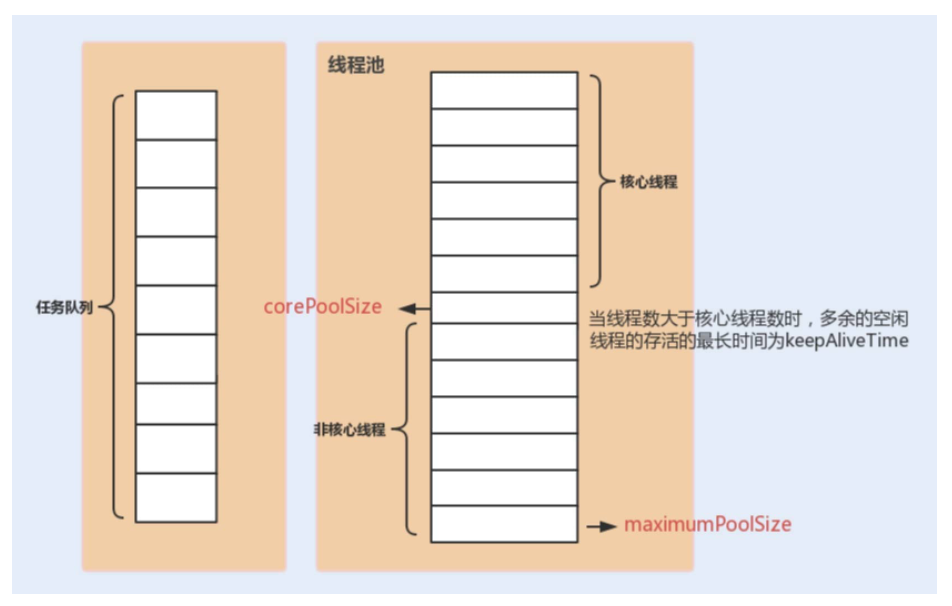 线程池
核心线程
任务队列
corePoolSize
当线程数大于核心线程数时，多余的空闲
线程的存活的最长时间为keepAliveTime
非核心线程
maximumPoolSize